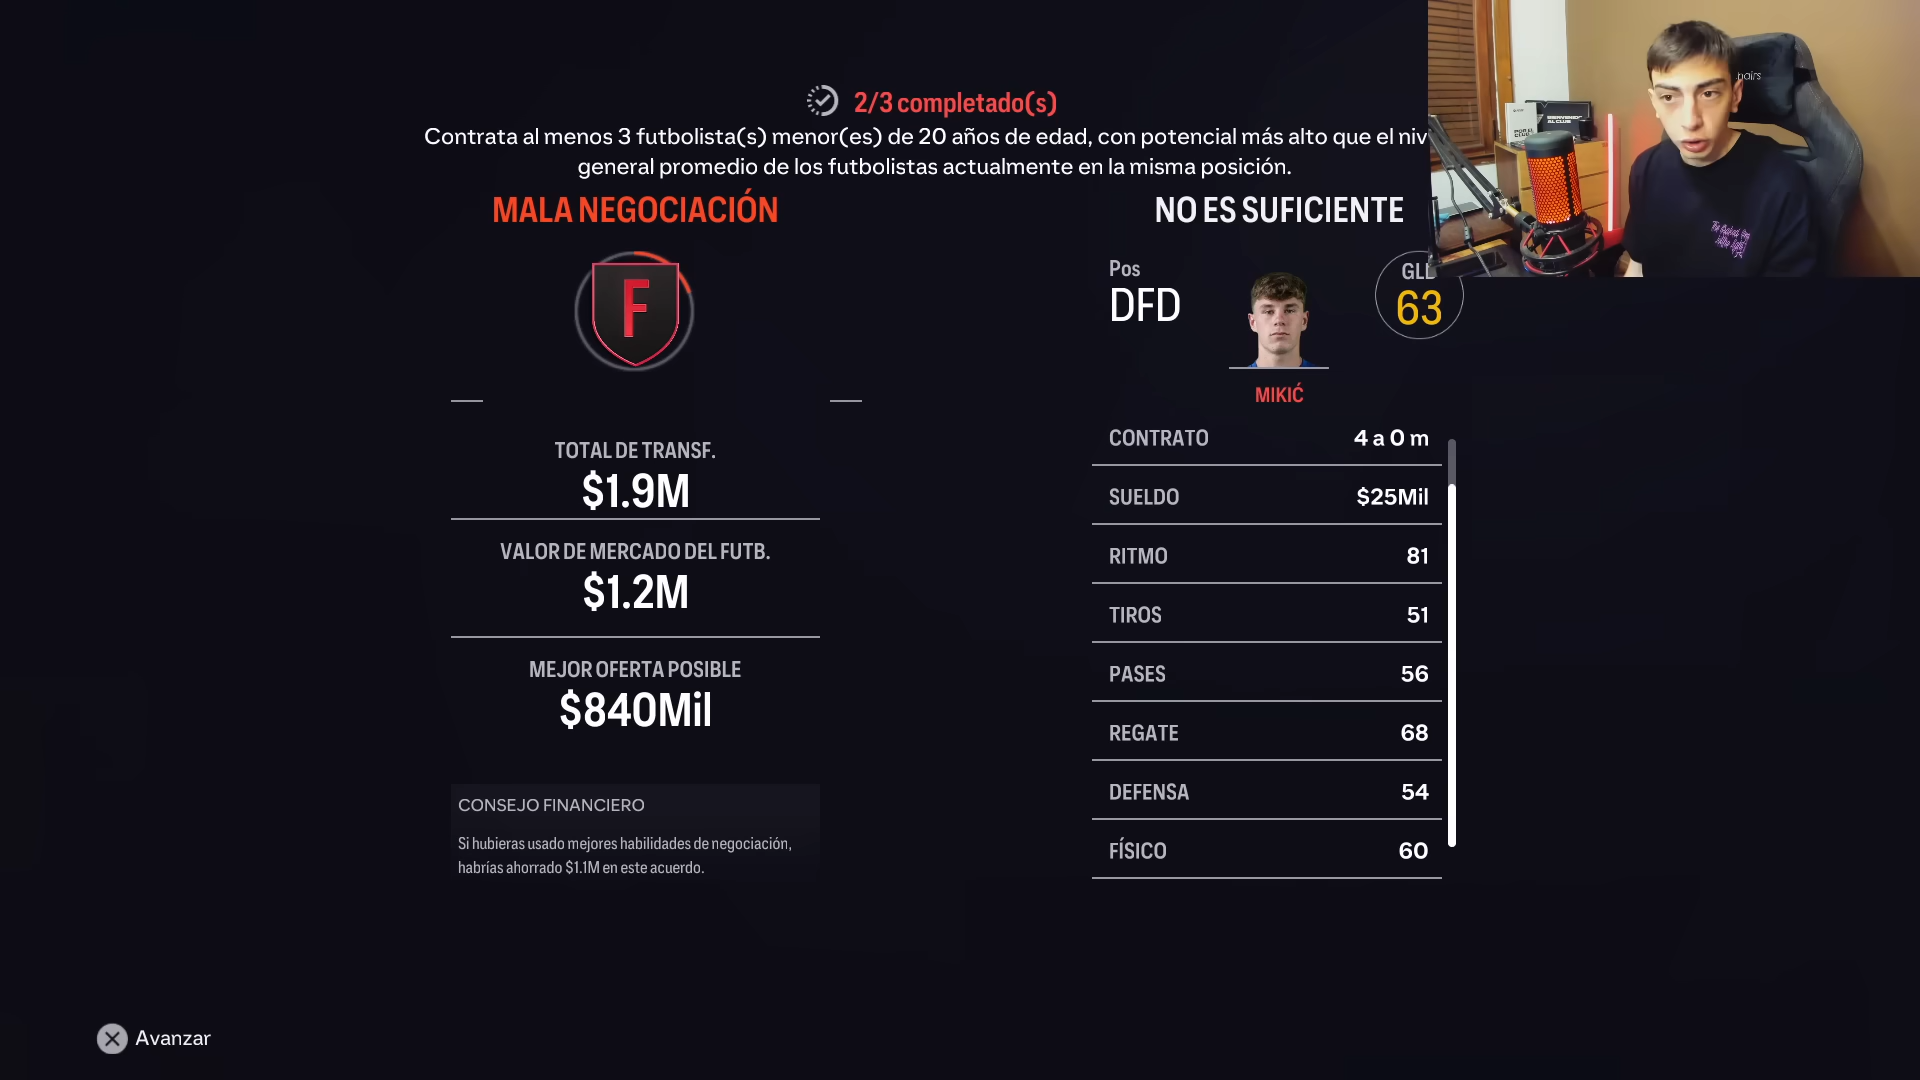 2/3 completado(s)
Contrata al menos 3 futbolista(s) menor(es) de 20 años de edad, con potencial más alto que el niv
general promedio de los futbolistas actualmente en la misma posición.
MALA NEGOCIACIÓN
F
TOTAL DE TRANSF.
$1.9M
VALOR DE MERCADO DEL FUTB.
$1.2M
MEJOR OFERTA POSIBLE
$840Mil
CONSEJO FINANCIERO
Si hubieras usado mejores habilidades de negociación,
habrías ahorrado $1.1M en este acuerdo.
NO ES SUFICIENTE
Pos
DFD
GLB
63
MIKIĆ
CONTRATO 4 a 0 m
SUELDO $25Mil
RITMO 81
TIROS 51
PASES 56
REGATE 68
DEFENSA 54
FÍSICO 60
Avanzar